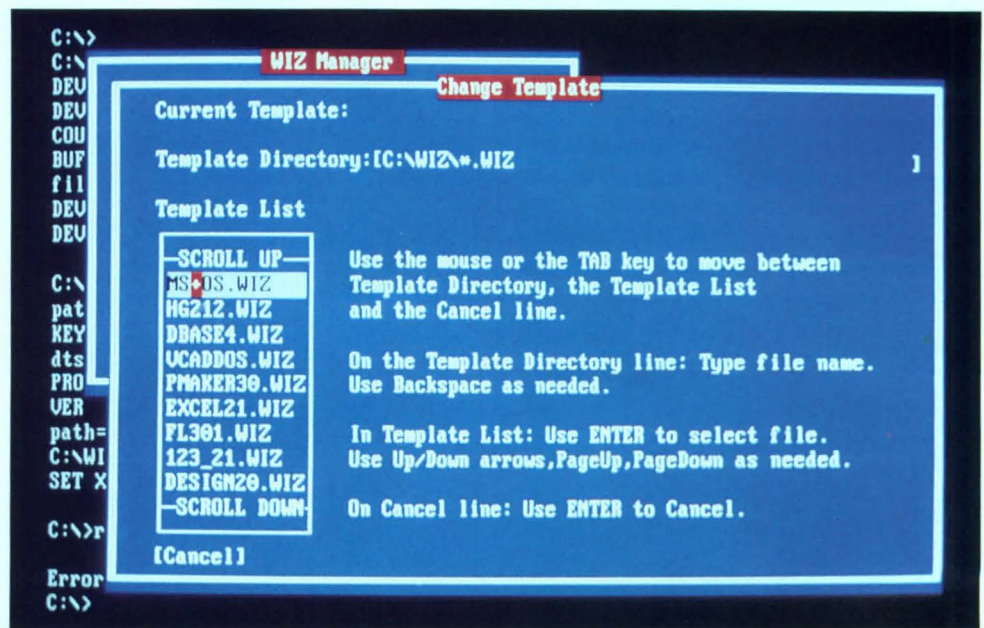 C:\>
C:\
WIZ Manager
DEV
Change Template
DEV
Current Template:
COU
BUF
Template Directory:[C:\WIZ\*.WIZ ]
fil
DEV
Template List
DEV
SCROLL UP
Use the mouse or the TAB key to move between
C:\
MS OS.WIZ
Template Directory, the Template List
pat
HG212.WIZ
and the Cancel line.
KEY
DBASE4.WIZ
dts
VCADDOS.WIZ
On the Template Directory line: Type file name.
PRO
PMAKER30.WIZ
Use Backspace as needed.
VER
EXCEL21.WIZ
path=
FL301.WIZ
In Template List: Use ENTER to select file.
C:\WI
123_21.WIZ
Use Up/Down arrows,PageUp,PageDown as needed.
SET X
DESIGN20.WIZ
SCROLL DOWN
On Cancel line: Use ENTER to Cancel.
C:\>r
[Cancel]
Error
C:\>